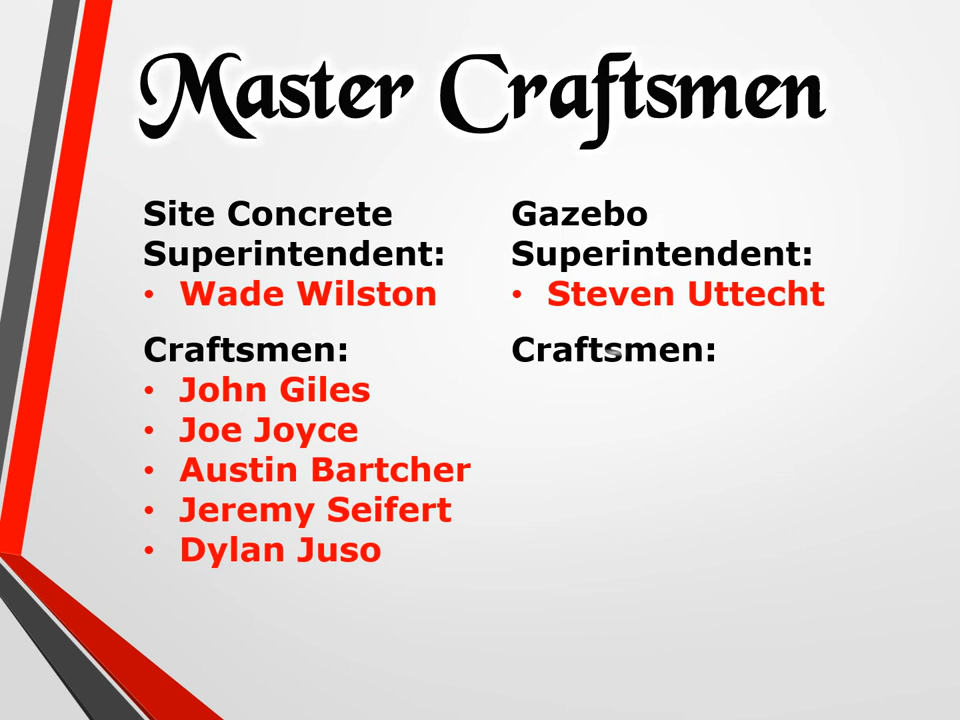 Master Craftsmen
Site Concrete
Superintendent:
• Wade Wilston
Craftsmen:
• John Giles
• Joe Joyce
• Austin Bartcher
• Jeremy Seifert
• Dylan Juso
Gazebo
Superintendent:
• Steven Uttecht
Craftsmen: